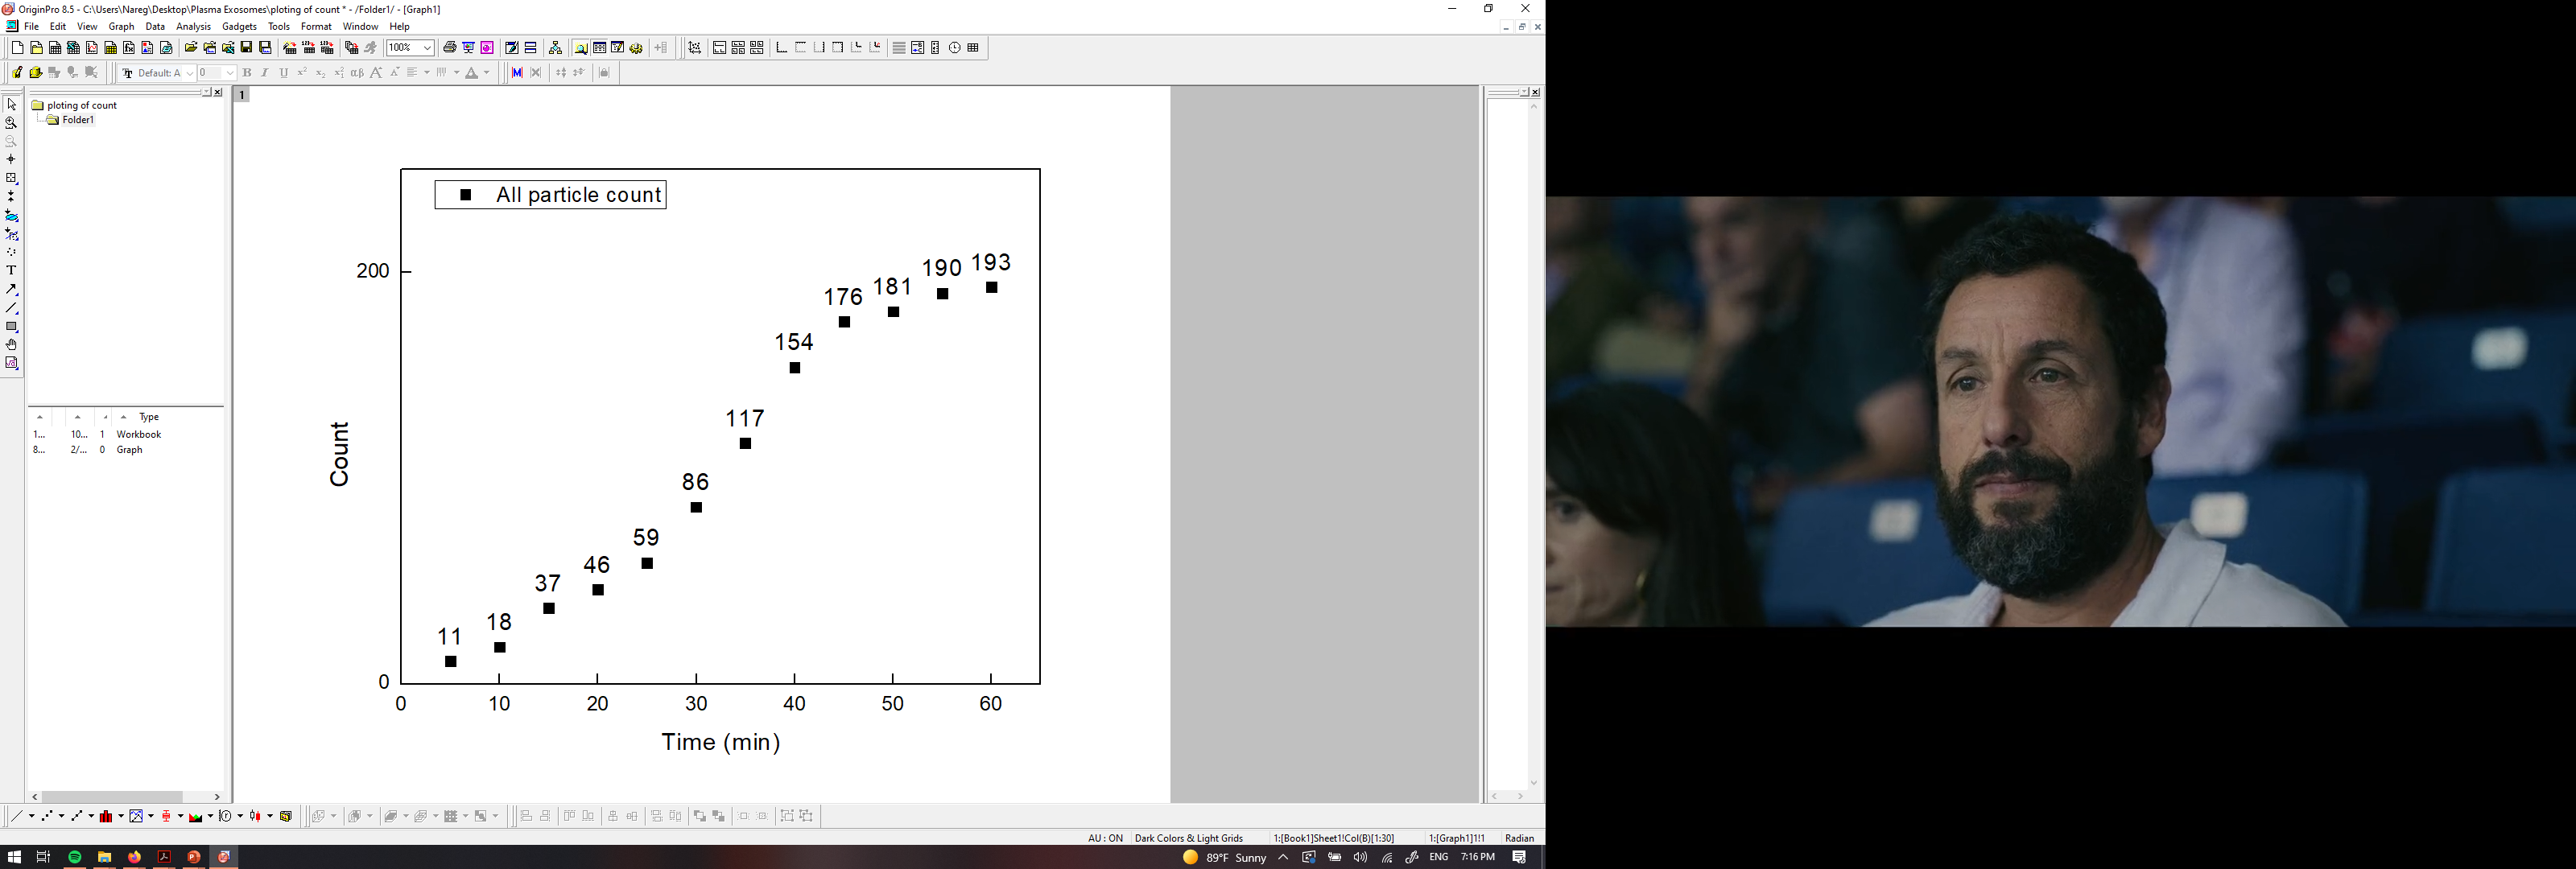 OriginPro 8.5 - C:\Users\Nareg\Desktop\Plasma Exosomes\ploting of count * - /Folder1/ - [Graph1]
File Edit View Graph Data Analysis Gadgets Tools Format Window Help
100%
Default: A 0 B I U
1
ploting of count
Folder1
Type
1... 10... 1 Workbook
8... 2/... 0 Graph
All particle count
200
0
Count
11
18
37
46
59
86
117
154
176
181
190
193
0 10 20 30 40 50 60
Time (min)
AU : ON Dark Colors & Light Grids 1:[Book1]Sheet1!Col(B)[1:30] 1:[Graph1]1!1 Radian
89°F Sunny ENG 7:16 PM